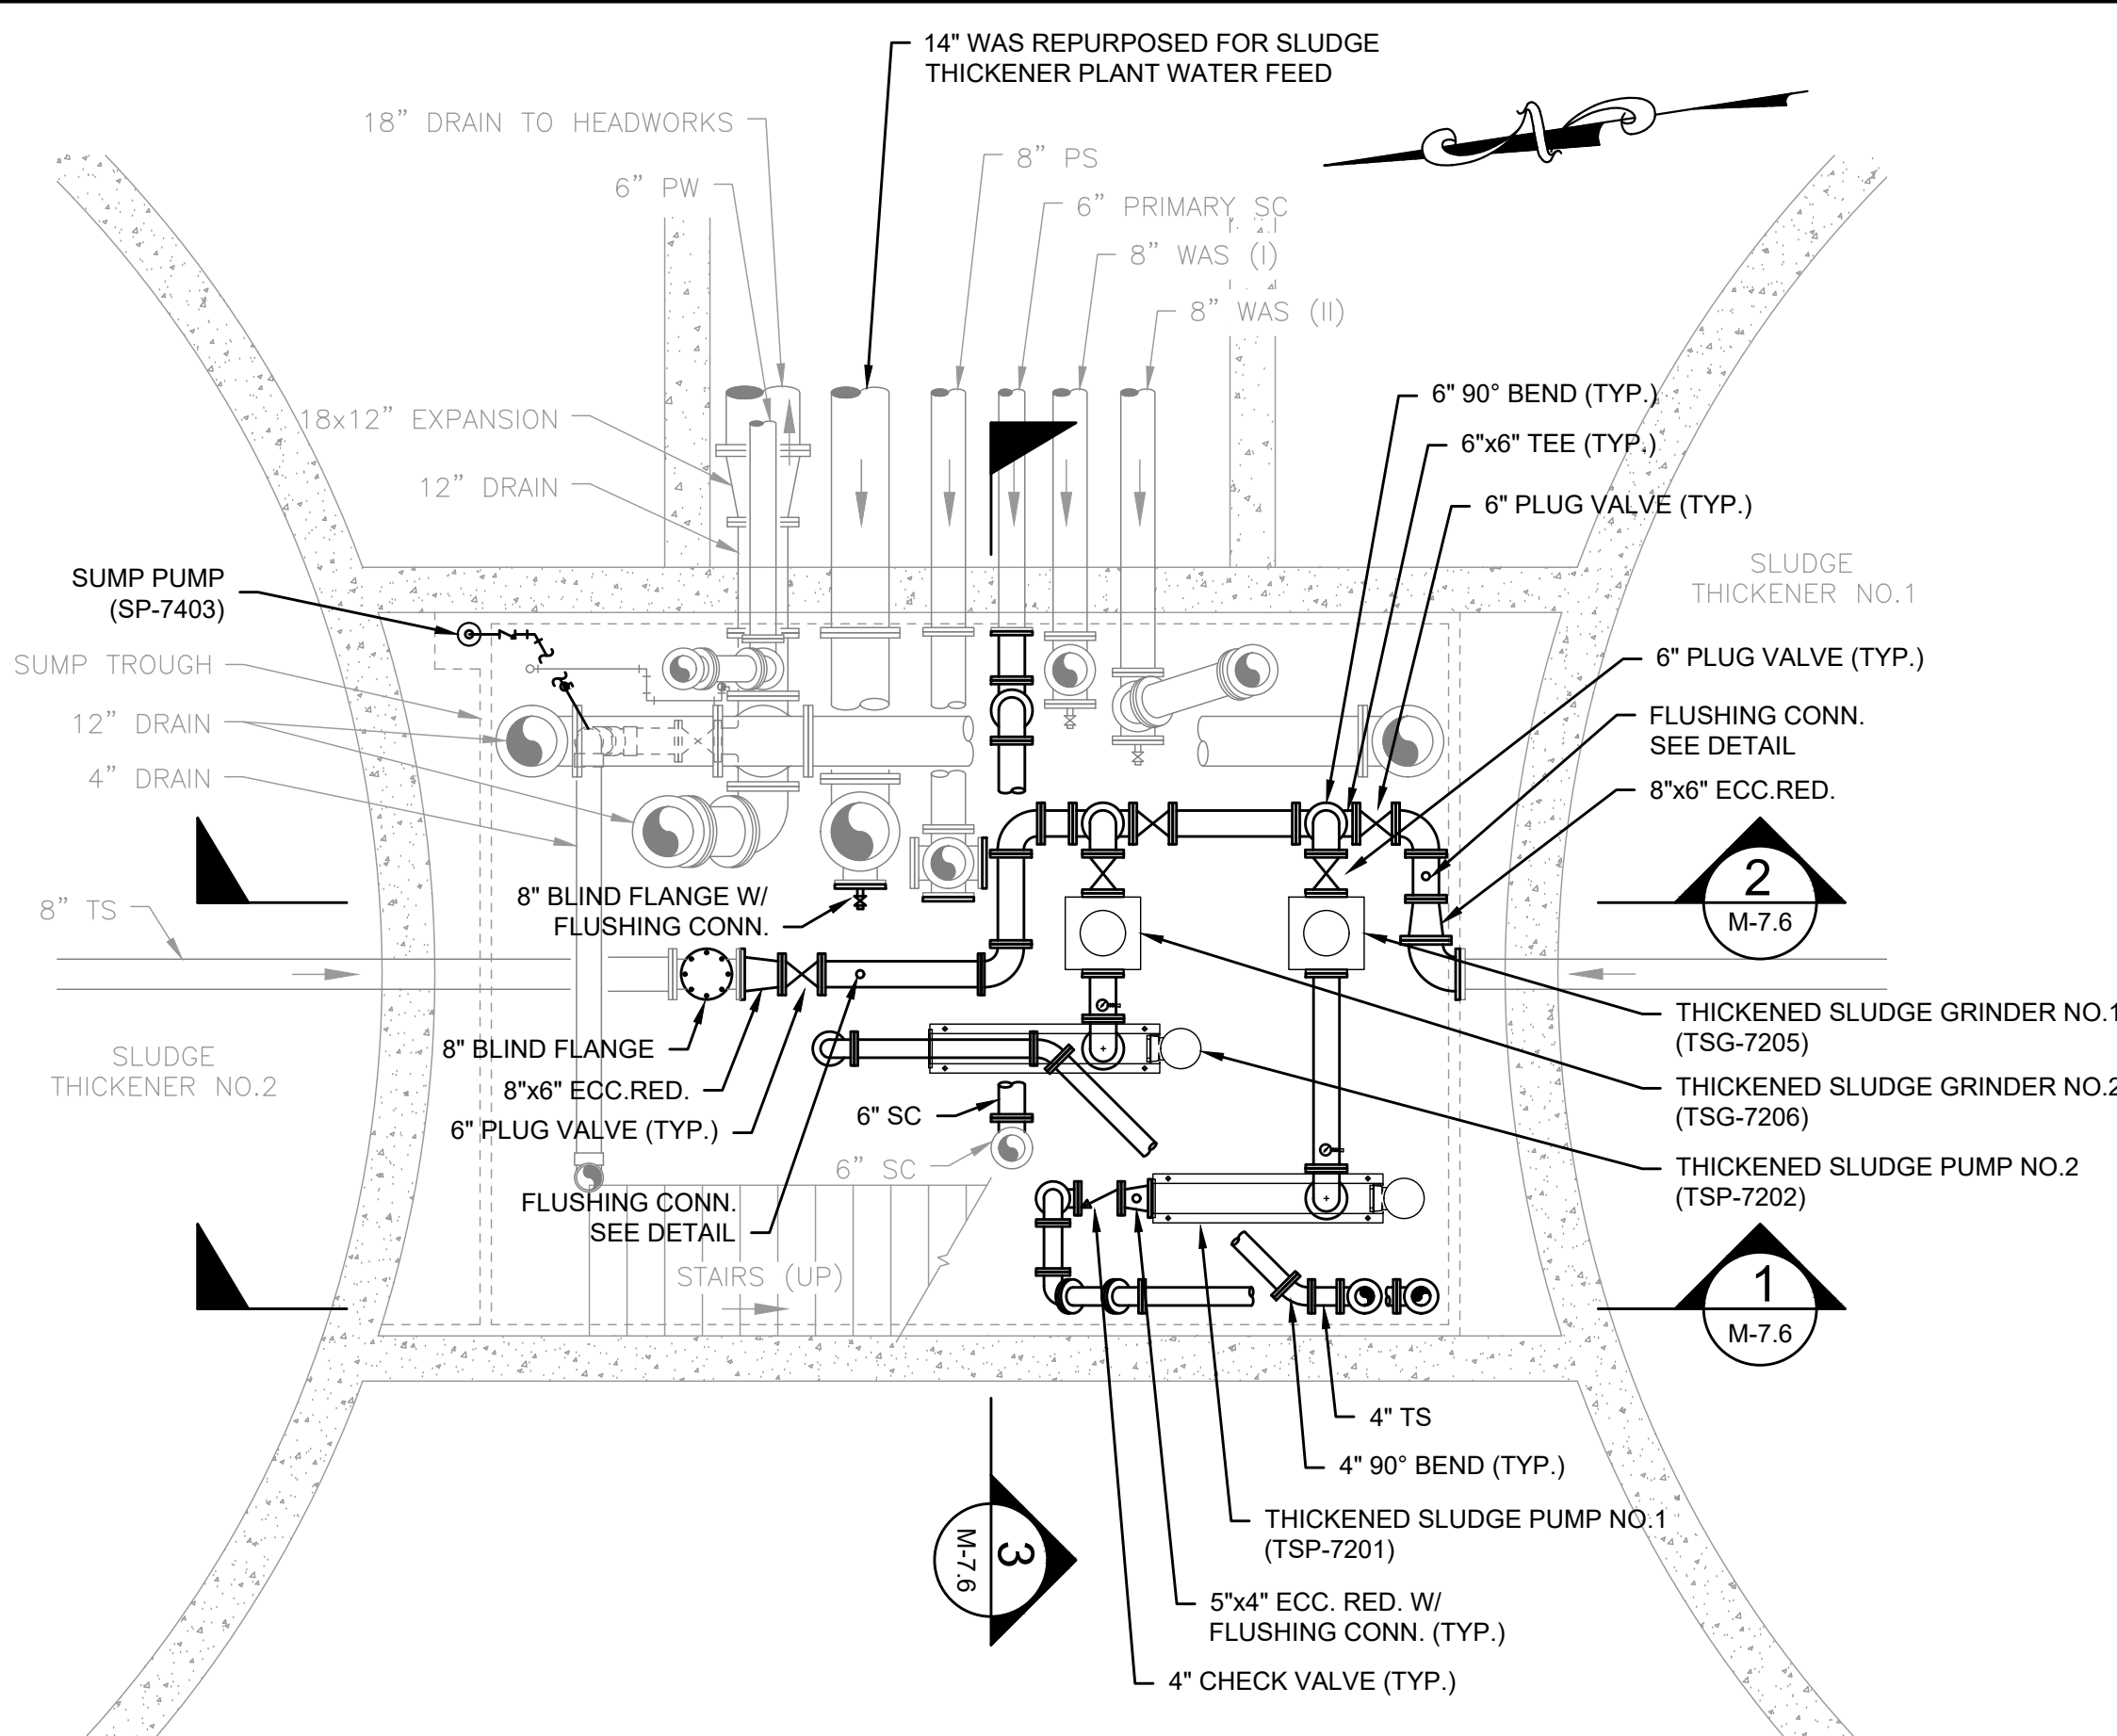 14" WAS REPURPOSED FOR SLUDGE
THICKENER PLANT WATER FEED
18” DRAIN TO HEADWORKS
N
8” PS
6” PW
6” PRIMARY SC
8” WAS (I)
8” WAS (II)
6" 90° BEND (TYP.)
18x12” EXPANSION
6"x6" TEE (TYP.)
12” DRAIN
6" PLUG VALVE (TYP.)
SLUDGE
THICKENER NO.1
SUMP PUMP
(SP-7403)
SUMP TROUGH
6" PLUG VALVE (TYP.)
12” DRAIN
FLUSHING CONN.
SEE DETAIL
4” DRAIN
8"x6" ECC.RED.
2
M-7.6
8" BLIND FLANGE W/
FLUSHING CONN.
8” TS
THICKENED SLUDGE GRINDER NO.1
(TSG-7205)
8" BLIND FLANGE
SLUDGE
THICKENER NO.2
8"x6" ECC.RED.
THICKENED SLUDGE GRINDER NO.2
(TSG-7206)
6" SC
6" PLUG VALVE (TYP.)
6” SC
THICKENED SLUDGE PUMP NO.2
(TSP-7202)
FLUSHING CONN.
SEE DETAIL
STAIRS (UP)
1
M-7.6
4" TS
4" 90° BEND (TYP.)
THICKENED SLUDGE PUMP NO.1
(TSP-7201)
3
M-7.6
5"x4" ECC. RED. W/
FLUSHING CONN. (TYP.)
4" CHECK VALVE (TYP.)